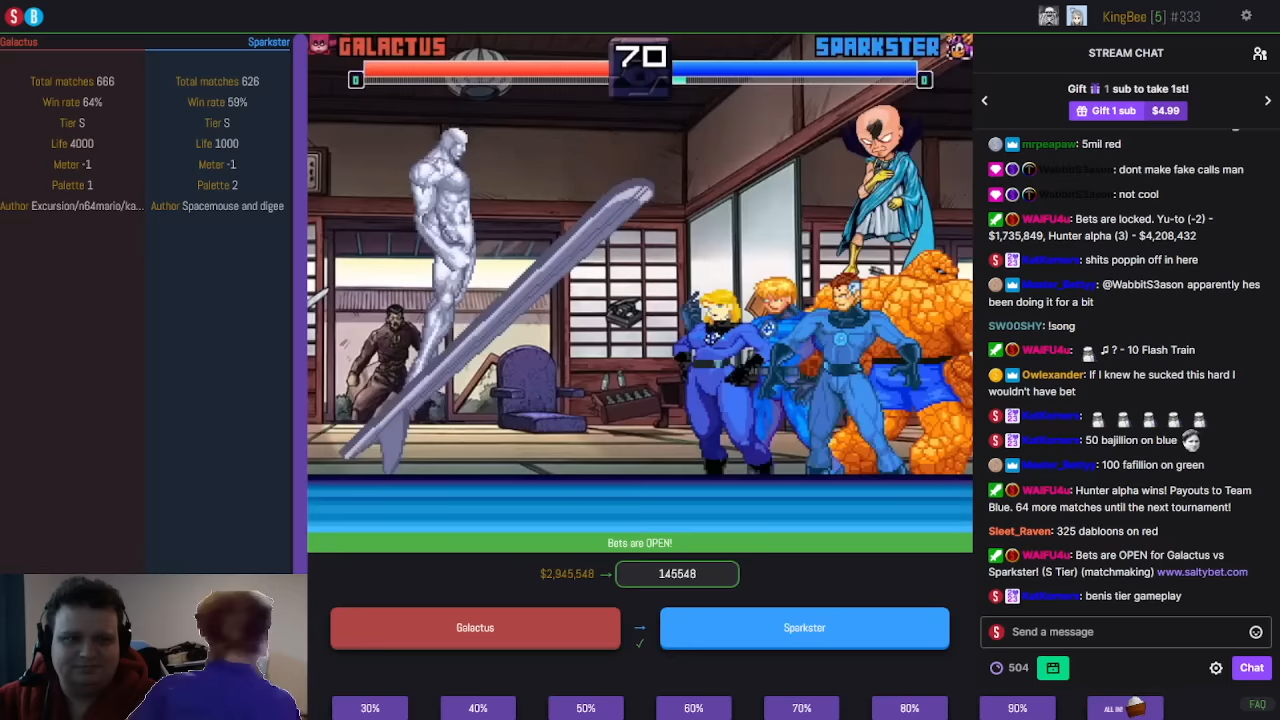 S B
KingBee [5] #333
Galactus
Sparkster
Total matches 666
Total matches 626
Win rate 64%
Win rate 59%
Tier S
Tier S
Life 4000
Life 1000
Meter -1
Meter -1
Palette 1
Palette 2
Author Excursion/n64mario/ka...
Author Spacemouse and digee
GALACTUS
70
SPARKSTER
0
0
Bets are OPEN!
$2,945,548 → 145548
Galactus
→
Sparkster
✓
30%
40%
50%
60%
70%
80%
90%
ALL IN!
FAQ
STREAM CHAT
Gift 1 sub to take 1st!
Gift 1 sub $4.99
mrpeapaw: 5mil red
WabbitS3ason: dont make fake calls man
WabbitS3ason: not cool
WAIFU4u: Bets are locked. Yu-to (-2) -
$1,735,849, Hunter alpha (3) - $4,208,432
: shits poppin off in here
: @WabbitS3ason apparently hes
been doing it for a bit
SWOOSHY: !song
WAIFU4u: ♫ ? - 10 Flash Train
Owlexander: If I knew he sucked this hard I
wouldn't have bet
: 50 bajillion on blue
: 100 fafillion on green
WAIFU4u: Hunter alpha wins! Payouts to Team
Blue. 64 more matches until the next tournament!
Sleet_Raven: 325 dabloons on red
WAIFU4u: Bets are OPEN for Galactus vs
Sparkster! (S Tier) (matchmaking) www.saltybet.com
: benis tier gameplay
Send a message
504
Chat